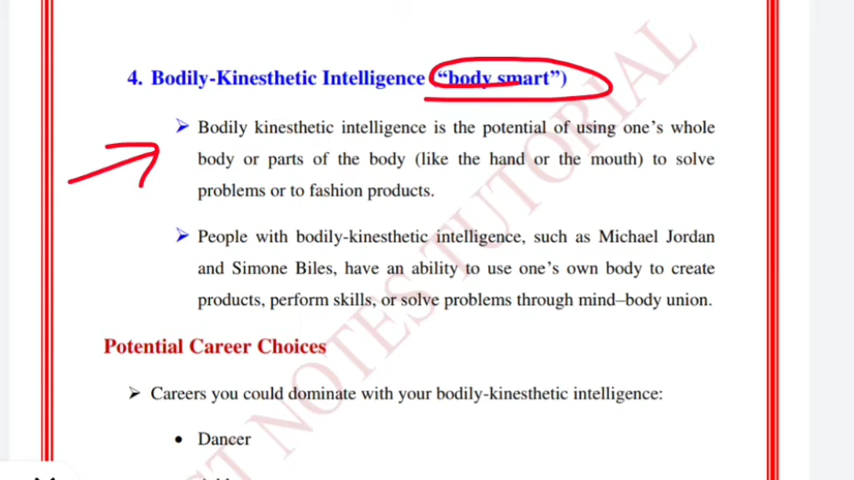 4. Bodily-Kinesthetic Intelligence (“body smart”)
➤ Bodily kinesthetic intelligence is the potential of using one’s whole
body or parts of the body (like the hand or the mouth) to solve
problems or to fashion products.
➤ People with bodily-kinesthetic intelligence, such as Michael Jordan
and Simone Biles, have an ability to use one’s own body to create
products, perform skills, or solve problems through mind–body union.
Potential Career Choices
➤ Careers you could dominate with your bodily-kinesthetic intelligence:
• Dancer
NOTES TUTORIAL